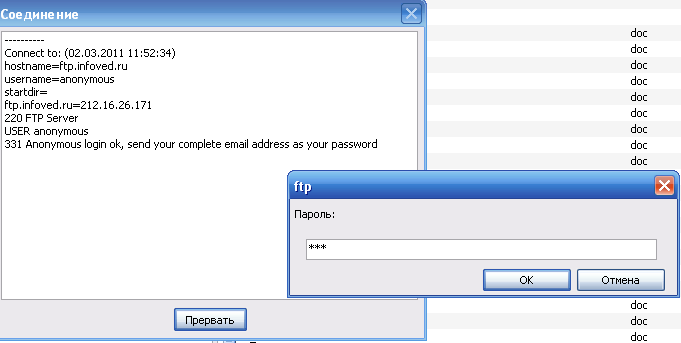 Соединение
----------
Connect to: (02.03.2011 11:52:34)
hostname=ftp.infoved.ru
username=anonymous
startdir=
ftp.infoved.ru=212.16.26.171
220 FTP Server
USER anonymous
331 Anonymous login ok, send your complete email address as your password
Прервать
ftp
Пароль:
***
OK
Отмена
doc
doc
doc
doc
doc
doc
doc
doc
doc
doc
doc
doc